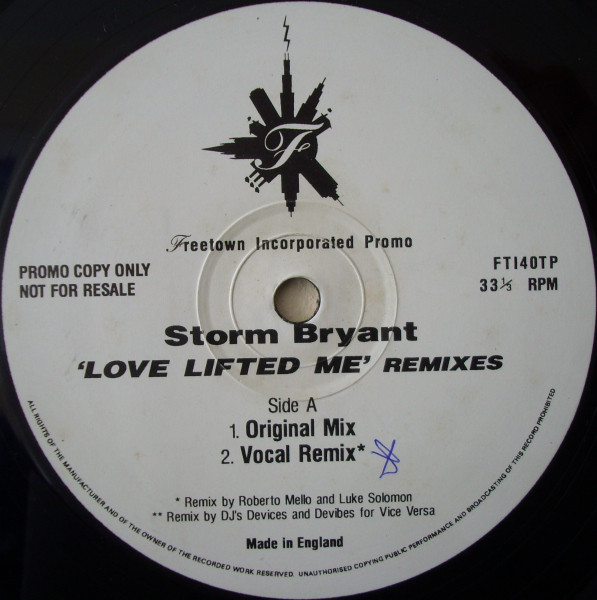 F
Freetown Incorporated Promo
PROMO COPY ONLY
NOT FOR RESALE
FTI40TP
33 ⅓ RPM
Storm Bryant
‘LOVE LIFTED ME’ REMIXES
Side A
1. Original Mix
2. Vocal Remix*
* Remix by Roberto Mello and Luke Solomon
** Remix by DJ's Devices and Devibes for Vice Versa
Made in England
ALL RIGHTS OF THE MANUFACTURER AND OF THE OWNER OF THE RECORDED WORK RESERVED. UNAUTHORISED COPYING PUBLIC PERFORMANCE AND BROADCASTING OF THIS RECORD PROHIBITED